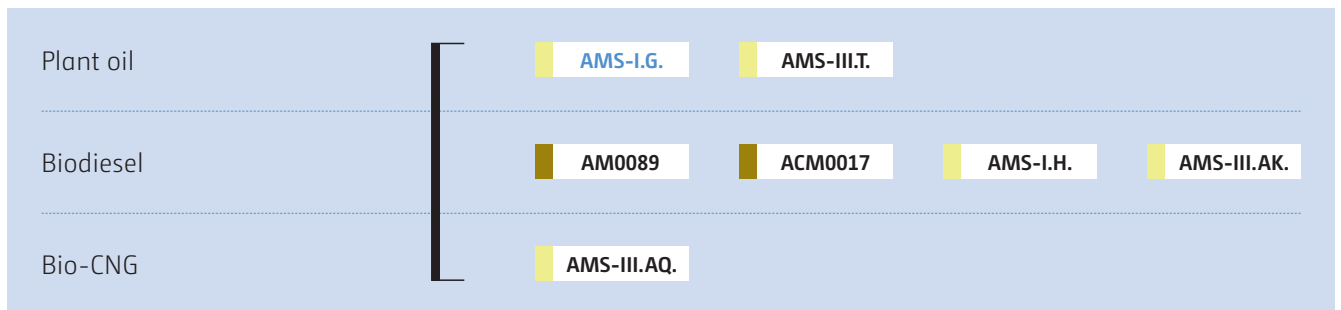 Plant oil AMS-I.G. AMS-III.T.
Biodiesel AM0089 ACM0017 AMS-I.H. AMS-III.AK.
Bio-CNG AMS-III.AQ.